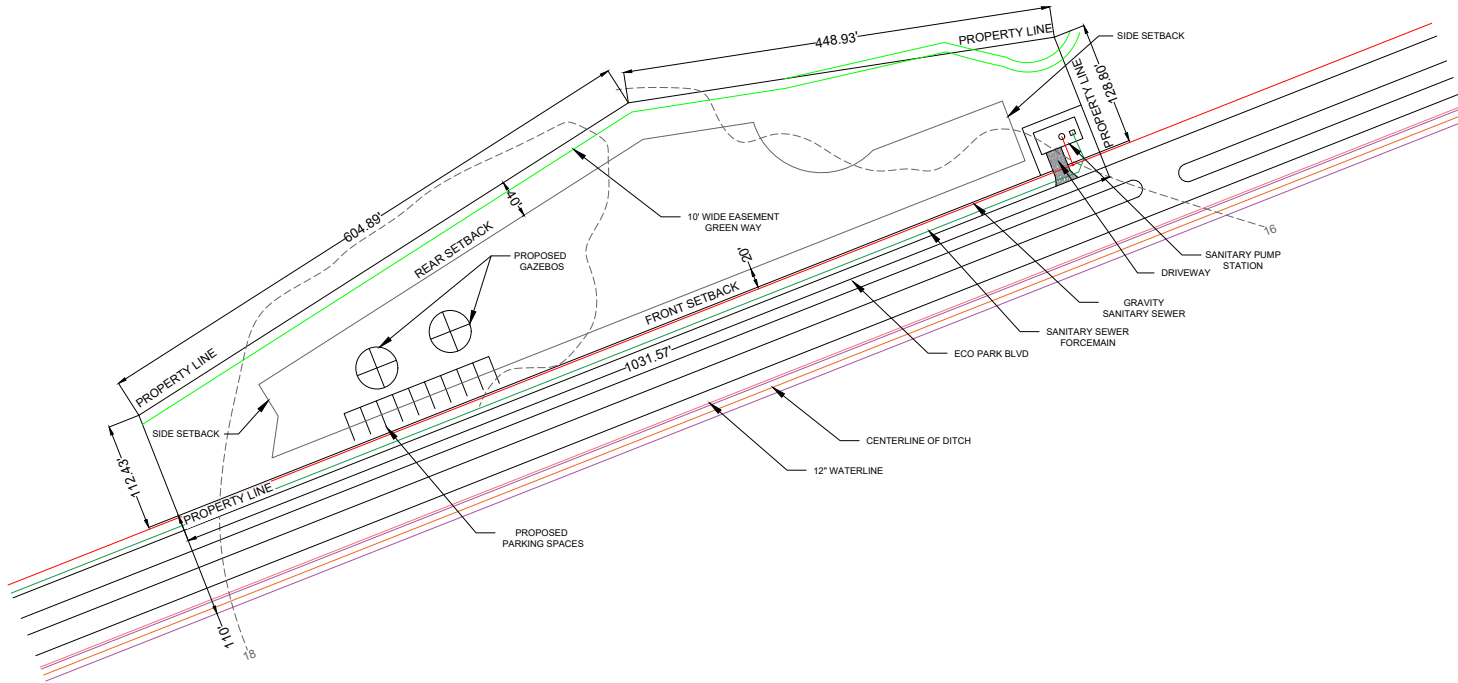 448.93'
PROPERTY LINE
SIDE SETBACK
PROPERTY LINE
128.80'
604.89'
40'
10' WIDE EASEMENT
GREEN WAY
REAR SETBACK
PROPOSED
GAZEBOS
20'
FRONT SETBACK
16
SANITARY PUMP
STATION
DRIVEWAY
GRAVITY
SANITARY SEWER
SANITARY SEWER
FORCEMAIN
ECO PARK BLVD
1031.57'
PROPERTY LINE
SIDE SETBACK
CENTERLINE OF DITCH
12" WATERLINE
112.43'
PROPERTY LINE
PROPOSED
PARKING SPACES
110'
18